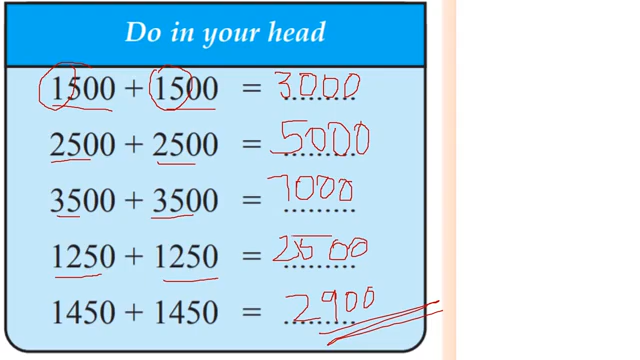 Do in your head
1500 + 1500 = 3000
2500 + 2500 = 5000
3500 + 3500 = 7000
1250 + 1250 = 2500
1450 + 1450 = 2900